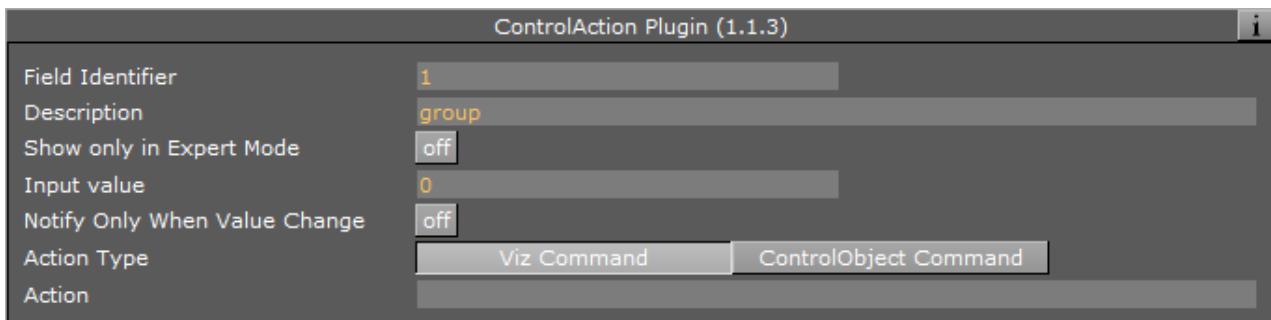 ControlAction Plugin (1.1.3) i
Field Identifier 1
Description group
Show only in Expert Mode off
Input value 0
Notify Only When Value Change off
Action Type Viz Command ControlObject Command
Action